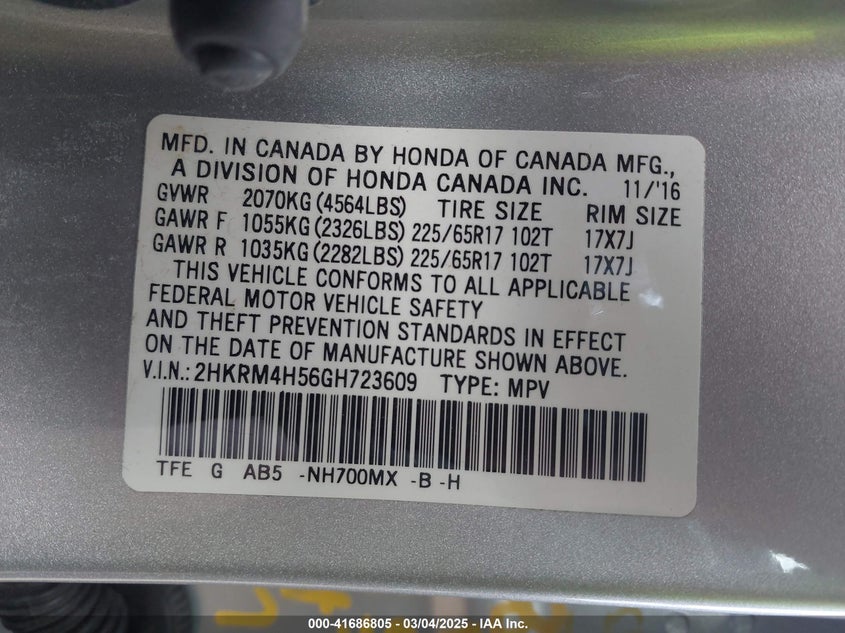 MFD. IN CANADA BY HONDA OF CANADA MFG.,
A DIVISION OF HONDA CANADA INC. 11/'16
GVWR 2070KG (4564LBS) TIRE SIZE RIM SIZE
GAWR F 1055KG (2326LBS) 225/65R17 102T 17X7J
GAWR R 1035KG (2282LBS) 225/65R17 102T 17X7J
THIS VEHICLE CONFORMS TO ALL APPLICABLE
FEDERAL MOTOR VEHICLE SAFETY
AND THEFT PREVENTION STANDARDS IN EFFECT
ON THE DATE OF MANUFACTURE SHOWN ABOVE.
V.I.N.: 2HKRM4H56GH723609 TYPE: MPV
TFE G AB5 -NH700MX -B -H
000-41686805 - 03/04/2025 - IAA Inc.